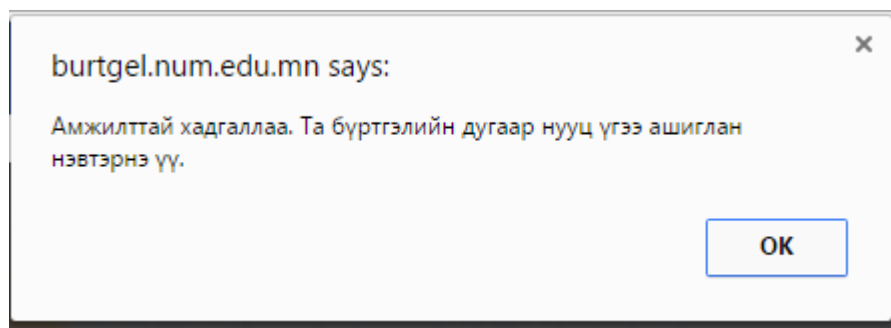 burtgel.num.edu.mn says:
Амжилттай хадгаллаа. Та бүртгэлийн дугаар нууц үгээ ашиглан
нэвтэрнэ үү.
OK